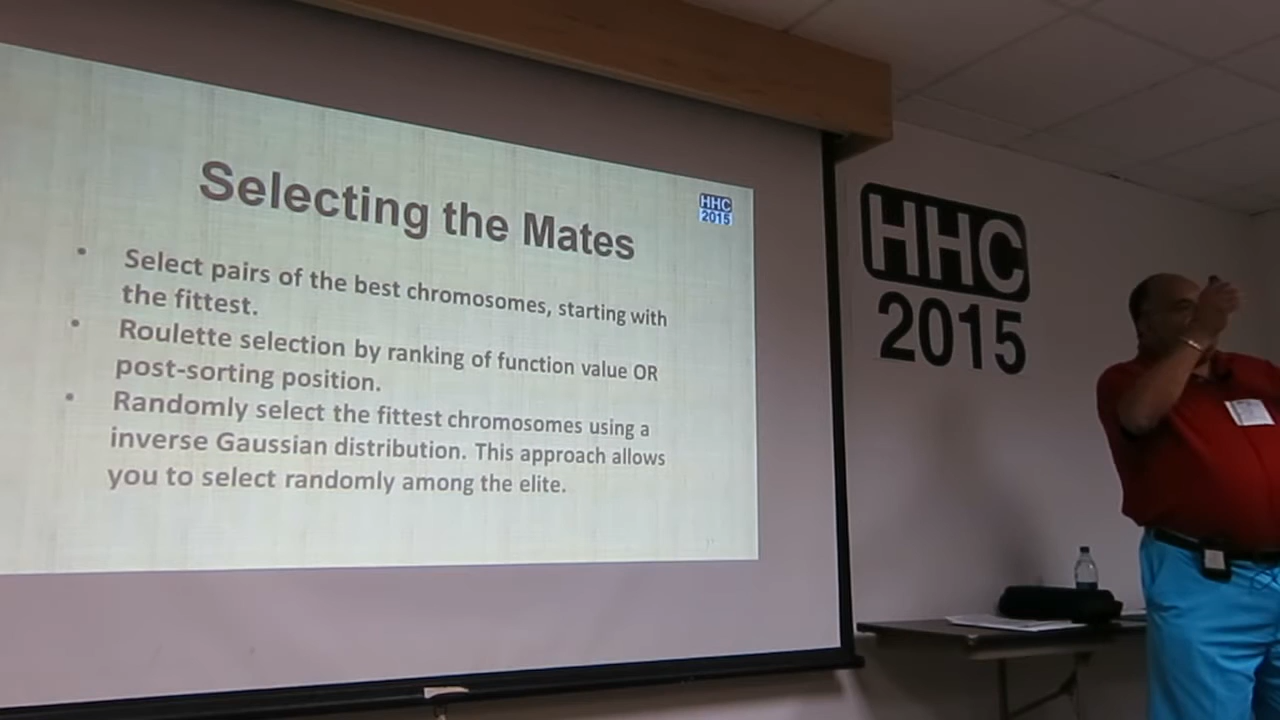 Selecting the Mates
HHC
2015
• Select pairs of the best chromosomes, starting with
the fittest.
• Roulette selection by ranking of function value OR
post-sorting position.
• Randomly select the fittest chromosomes using a
inverse Gaussian distribution. This approach allows
you to select randomly among the elite.
HHC
2015